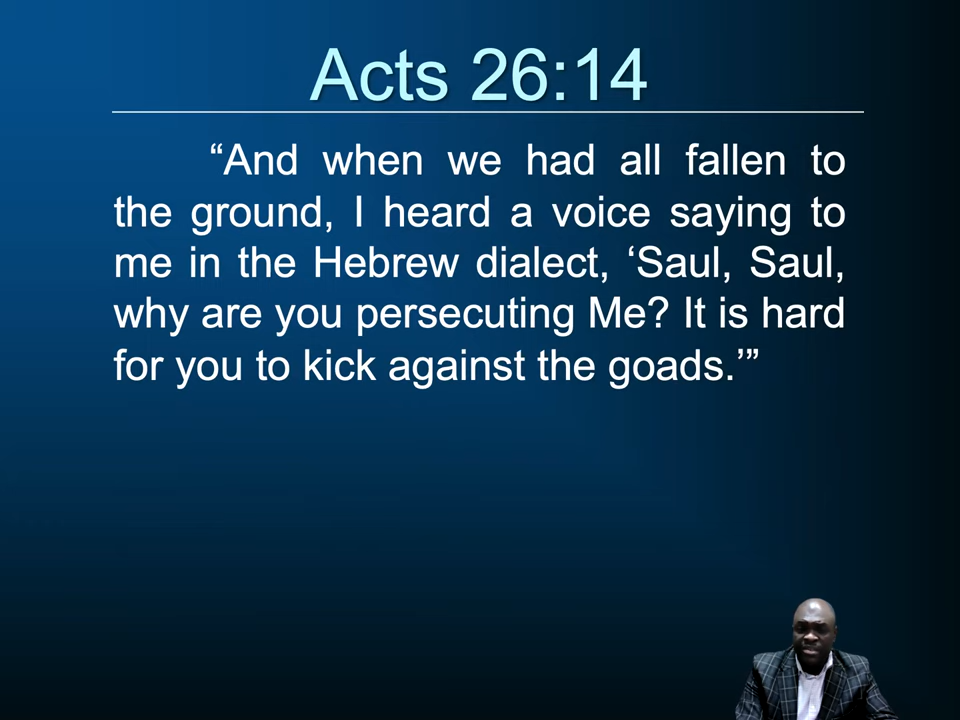 Acts 26:14
“And when we had all fallen to
the ground, I heard a voice saying to
me in the Hebrew dialect, ‘Saul, Saul,
why are you persecuting Me? It is hard
for you to kick against the goads.’”